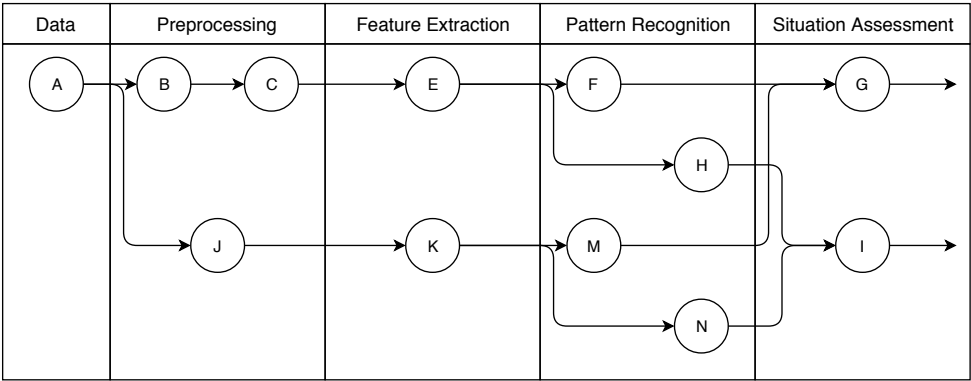 Data
Preprocessing
Feature Extraction
Pattern Recognition
Situation Assessment
A
B
C
E
F
G
H
J
K
M
I
N